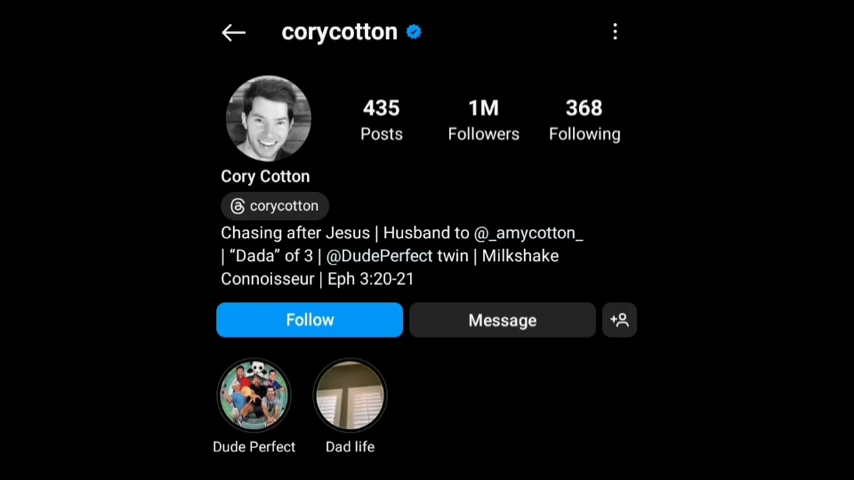 corycotton
435 1M 368
Posts Followers Following
Cory Cotton
corycotton
Chasing after Jesus | Husband to @_amycotton_
| “Dada” of 3 | @DudePerfect twin | Milkshake
Connoisseur | Eph 3:20-21
Follow Message
Dude Perfect Dad life